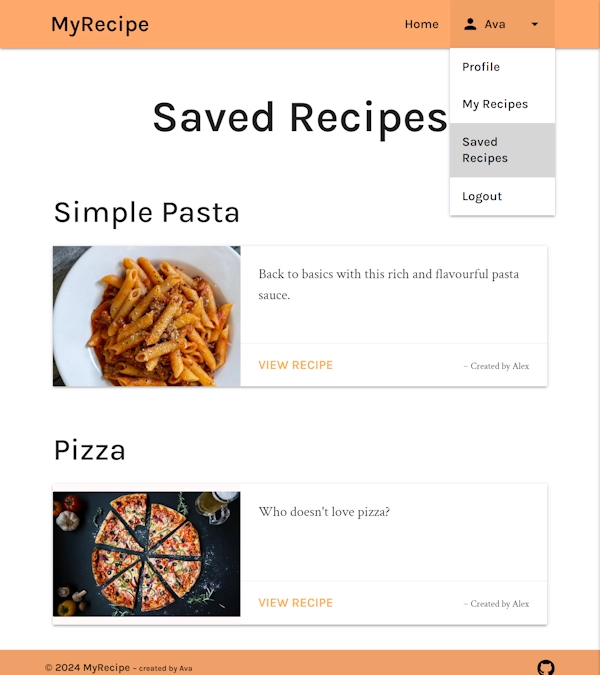 MyRecipe
Home
Ava
Profile
My Recipes
Saved
Recipes
Logout
Saved Recipes
Simple Pasta
Back to basics with this rich and flavourful pasta
sauce.
VIEW RECIPE
~ Created by Alex
Pizza
Who doesn't love pizza?
VIEW RECIPE
~ Created by Alex
© 2024 MyRecipe ~ created by Ava